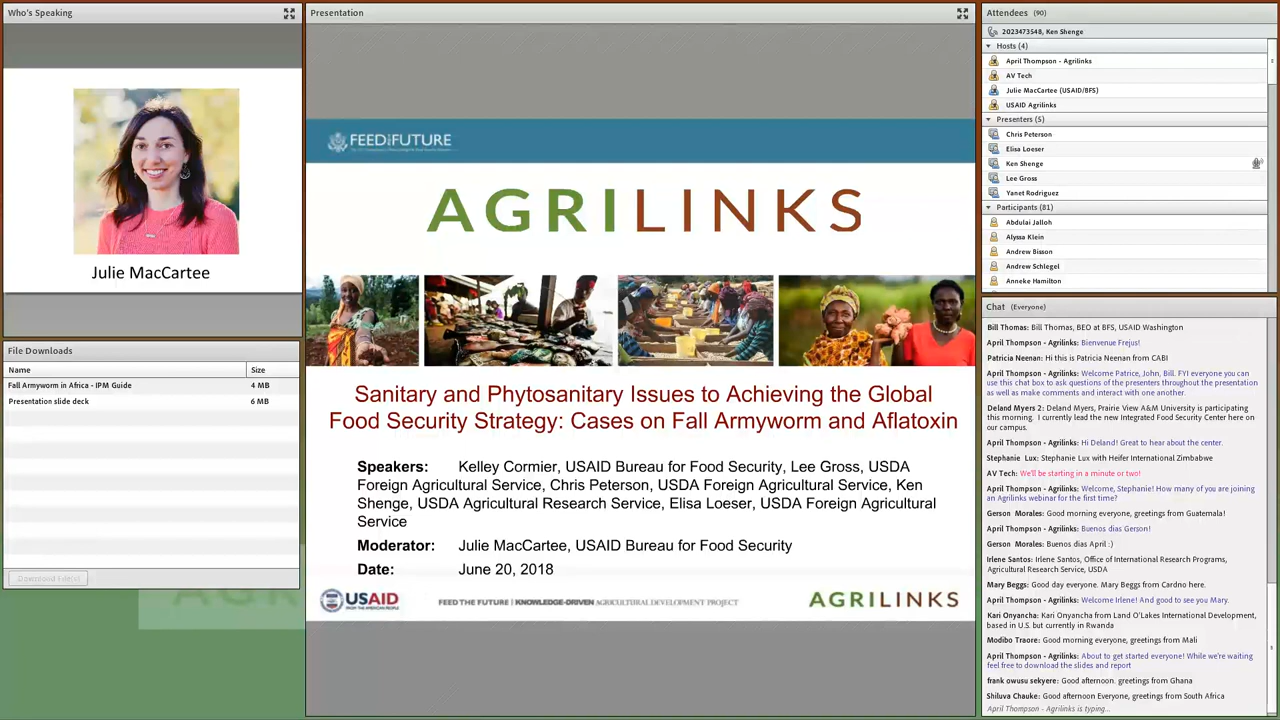 Who's Speaking
Julie MacCartee
File Downloads
Name Size
Fall Armyworm in Africa - IPM Guide 4 MB
Presentation slide deck 6 MB
Download File(s)
Presentation
FEED THE FUTURE
AGRILINKS
Sanitary and Phytosanitary Issues to Achieving the Global
Food Security Strategy: Cases on Fall Armyworm and Aflatoxin
Speakers: Kelley Cormier, USAID Bureau for Food Security, Lee Gross, USDA
Foreign Agricultural Service, Chris Peterson, USDA Foreign Agricultural Service, Ken
Shenge, USDA Agricultural Research Service, Elisa Loeser, USDA Foreign Agricultural
Service
Moderator: Julie MacCartee, USAID Bureau for Food Security
Date: June 20, 2018
USAID
FROM THE AMERICAN PEOPLE
FEED THE FUTURE | KNOWLEDGE-DRIVEN AGRICULTURAL DEVELOPMENT PROJECT
AGRILINKS
Attendees (90)
2023473548, Ken Shenge
Hosts (4)
April Thompson - Agrilinks
AV Tech
Julie MacCartee (USAID/BFS)
USAID Agrilinks
Presenters (5)
Chris Peterson
Elisa Loeser
Ken Shenge
Lee Gross
Yanet Rodriguez
Participants (81)
Abdulai Jalloh
Alyssa Klein
Andrew Bisson
Andrew Schlegel
Anneke Hamilton
Chat (Everyone)
Bill Thomas: Bill Thomas, BEO at BFS, USAID Washington
April Thompson - Agrilinks: Bienvenue Frejus!
Patricia Neenan: Hi this is Patricia Neenan from CABI
April Thompson - Agrilinks: Welcome Patrice, John, Bill. FYI everyone you can
use this chat box to ask questions of the presenters throughout the presentation
as well as make comments and interact with one another.
Deland Myers 2: Deland Myers, Prairie View A&M University is participating
this morning. I currently lead the new Integrated Food Security Center here on
our campus.
April Thompson - Agrilinks: Hi Deland! Great to hear about the center.
Stephanie Lux: Stephanie Lux with Heifer International Zimbabwe
AV Tech: We'll be starting in a minute or two!
April Thompson - Agrilinks: Welcome, Stephanie! How many of you are joining
an Agrilinks webinar for the first time?
Gerson Morales: Good morning everyone, greetings from Guatemala!
April Thompson - Agrilinks: Buenos dias Gerson!
Gerson Morales: Buenos dias April :)
Irlene Santos: Irlene Santos, Office of International Research Programs,
Agricultural Research Service, USDA
Mary Beggs: Good day everyone. Mary Beggs from Cardno here.
April Thompson - Agrilinks: Welcome Irlene! And good to see you Mary.
Kari Onyancha: Kari Onyancha from Land O'Lakes International Development,
based in U.S. but currently in Rwanda
Modibo Traore: Good morning everyone, greetings from Mali
April Thompson - Agrilinks: About to get started everyone! While we're waiting
feel free to download the slides and report
frank owusu sekyere: Good afternoon. greetings from Ghana
Shiluva Chauke: Good afternoon Everyone, greetings from South Africa
April Thompson - Agrilinks is typing...